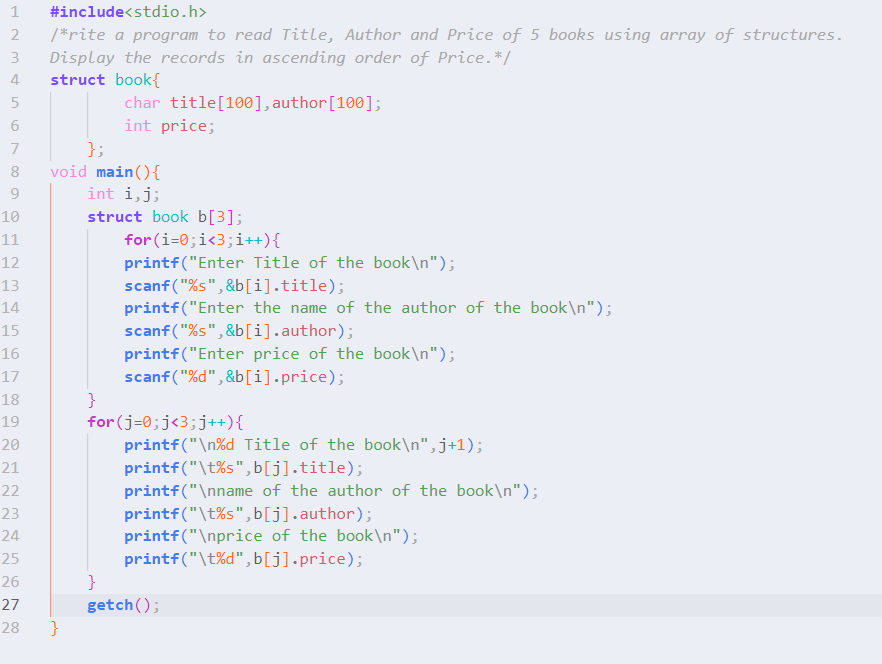 1 #include<stdio.h>
2 /*rite a program to read Title, Author and Price of 5 books using array of structures.
3 Display the records in ascending order of Price.*/
4 struct book{
5         char title[100],author[100];
6         int price;
7     };
8 void main(){
9     int i,j;
10     struct book b[3];
11         for(i=0;i<3;i++){
12         printf("Enter Title of the book\n");
13         scanf("%s",&b[i].title);
14         printf("Enter the name of the author of the book\n");
15         scanf("%s",&b[i].author);
16         printf("Enter price of the book\n");
17         scanf("%d",&b[i].price);
18     }
19     for(j=0;j<3;j++){
20         printf("\n%d Title of the book\n",j+1);
21         printf("\t%s",b[j].title);
22         printf("\nname of the author of the book\n");
23         printf("\t%s",b[j].author);
24         printf("\nprice of the book\n");
25         printf("\t%d",b[j].price);
26     }
27     getch();
28 }